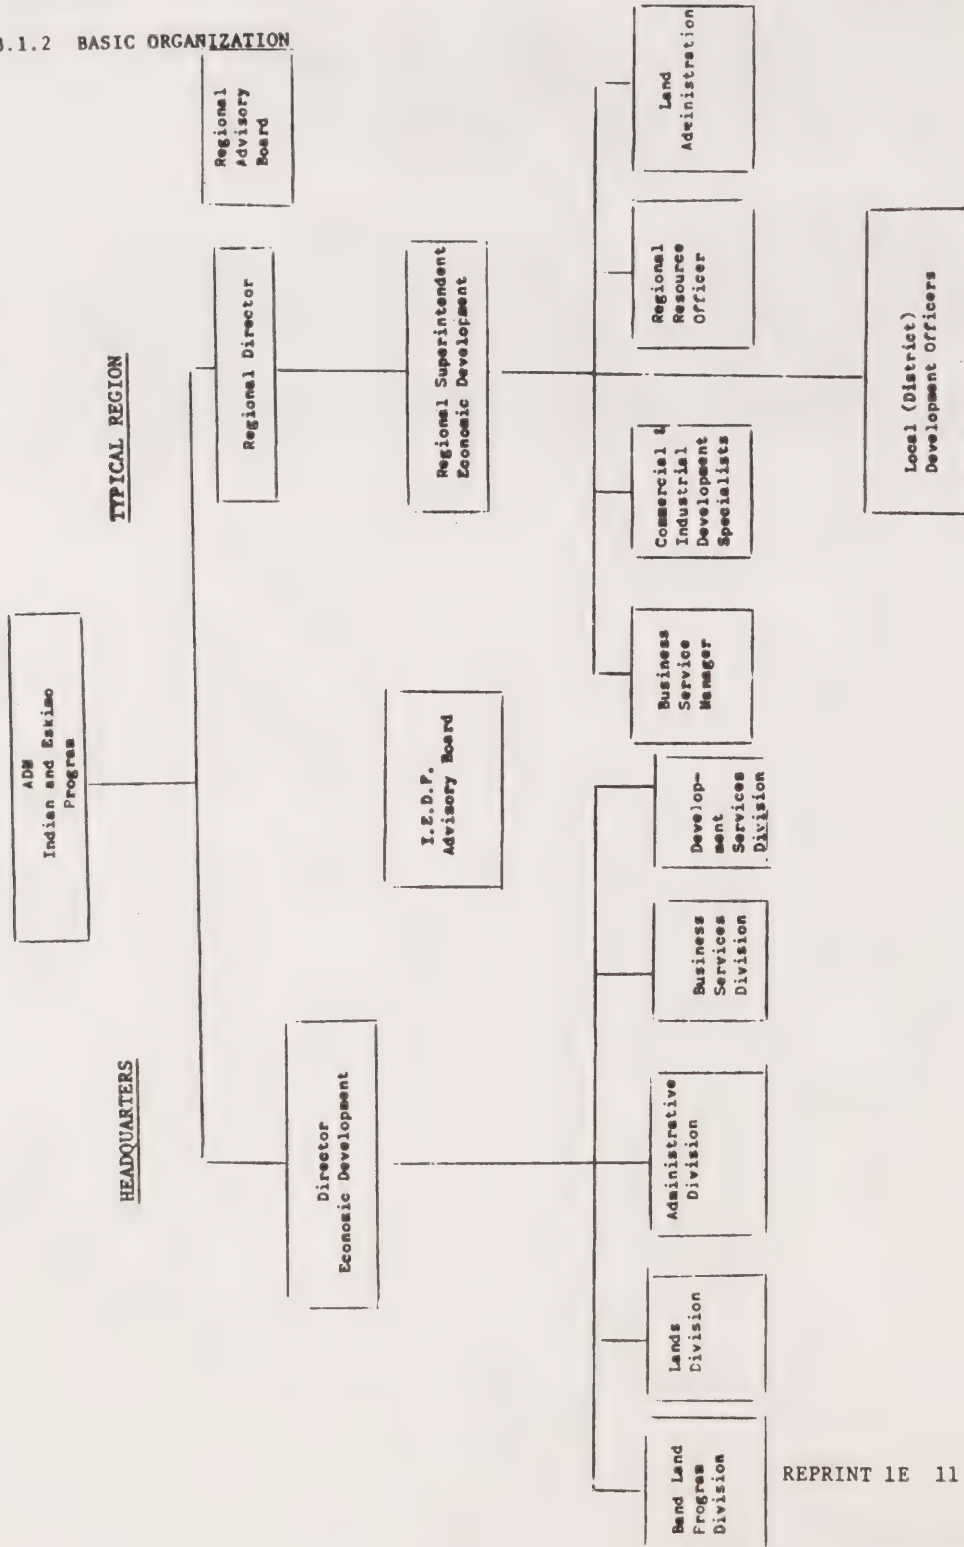 3.1.2 BASIC ORGANIZATION
ADM
Indian and Eskimo
Program
HEADQUARTERS
TYPICAL REGION
Director
Economic Development
Regional Director
Regional
Advisory
Board
I.E.D.F.
Advisory Board
Regional Superintendent
Economic Development
Band Land
Program
Division
Lands
Division
Administrative
Division
Business
Services
Division
Develop-
ment
Services
Division
Business
Service
Manager
Commercial &
Industrial
Development
Specialists
Regional
Resource
Officer
Land
Administration
Local (District)
Development Officers
REPRINT 1E 11